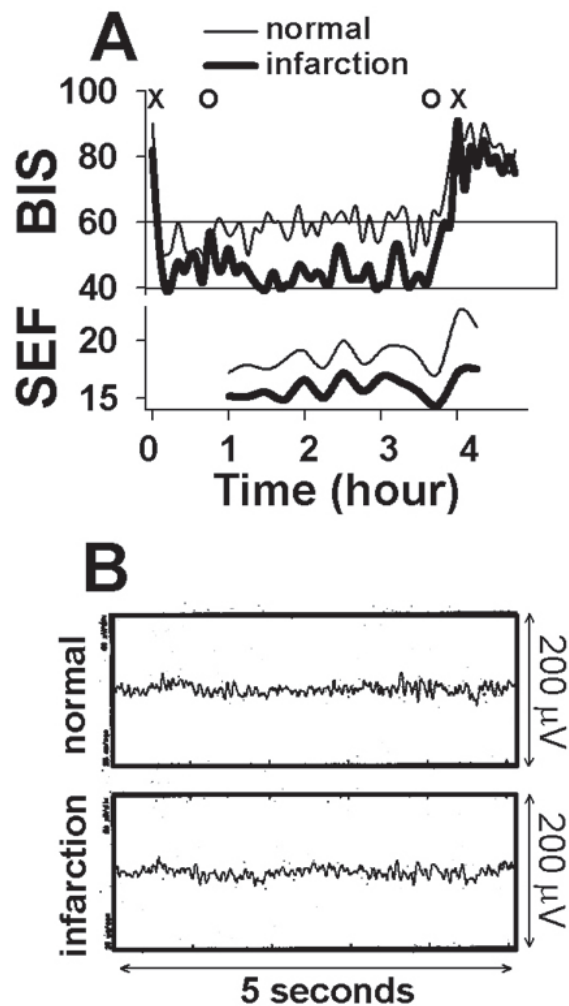 A
normal
infarction
100
X O O X
80
BIS
60
40
SEF
20
15
0 1 2 3 4
Time (hour)
B
normal
200 μV
infarction
200 μV
5 seconds